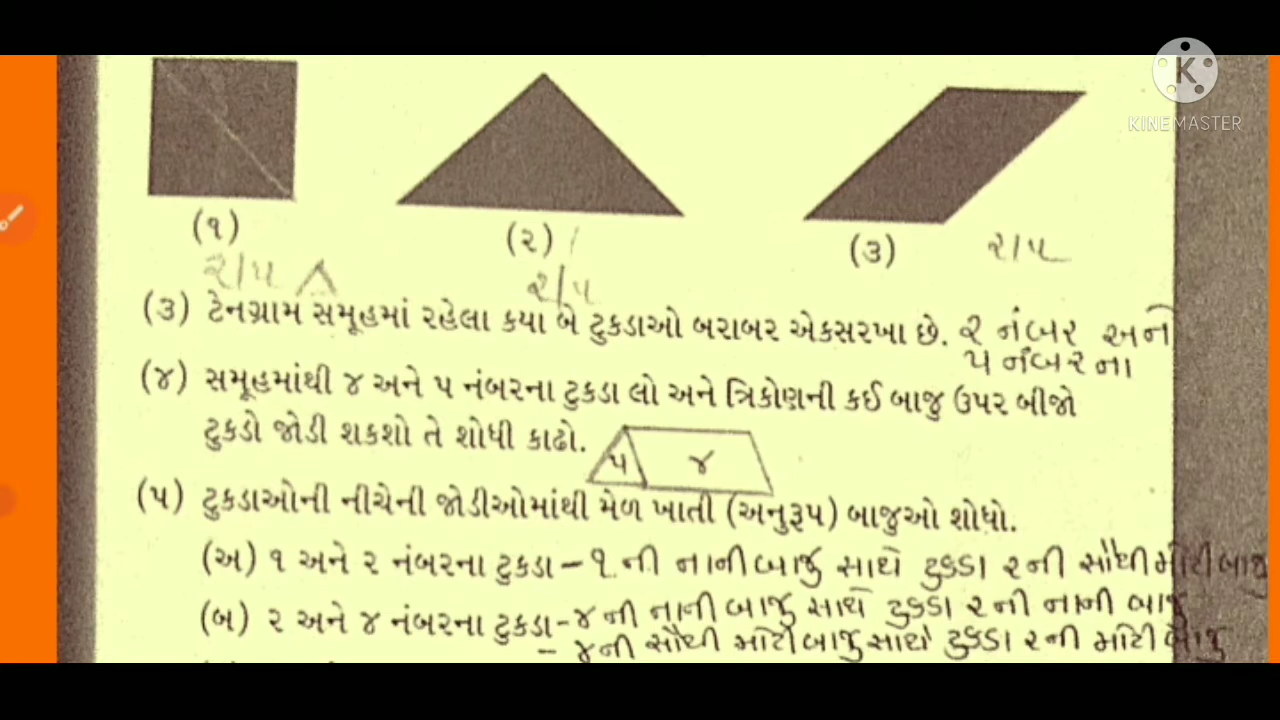 K
KINEMASTER
(૧)
(૨)
(૩)
૨/૫
૨/૫
૨/૫
(૩) ટેનગ્રામ સમૂહમાં રહેલા કયા બે ટુકડાઓ બરાબર એકસરખા છે. ૨ નંબર અને
૫ નંબર ના
(૪) સમૂહમાંથી ૪ અને ૫ નંબરના ટુકડા લો અને ત્રિકોણની કઈ બાજુ ઉપર બીજો
ટુકડો જોડી શકશો તે શોધી કાઢો.
૫ ૪
(૫) ટુકડાઓની નીચેની જોડીઓમાંથી મેળ ખાતી (અનુરૂપ) બાજુઓ શોધો.
(અ) ૧ અને ૨ નંબરના ટુકડા – ૧ ની નાની બાજુ સાથે ટુકડા ૨ ની સૌથી મોટી બાજુ
(બ) ૨ અને ૪ નંબરના ટુકડા - ૪ ની નાની બાજુ સાથે ટુકડા ૨ ની નાની બાજુ
– ૪ની સૌથી મોટી બાજુ સાથે ટુકડા ૨ ની મોટી બાજુ